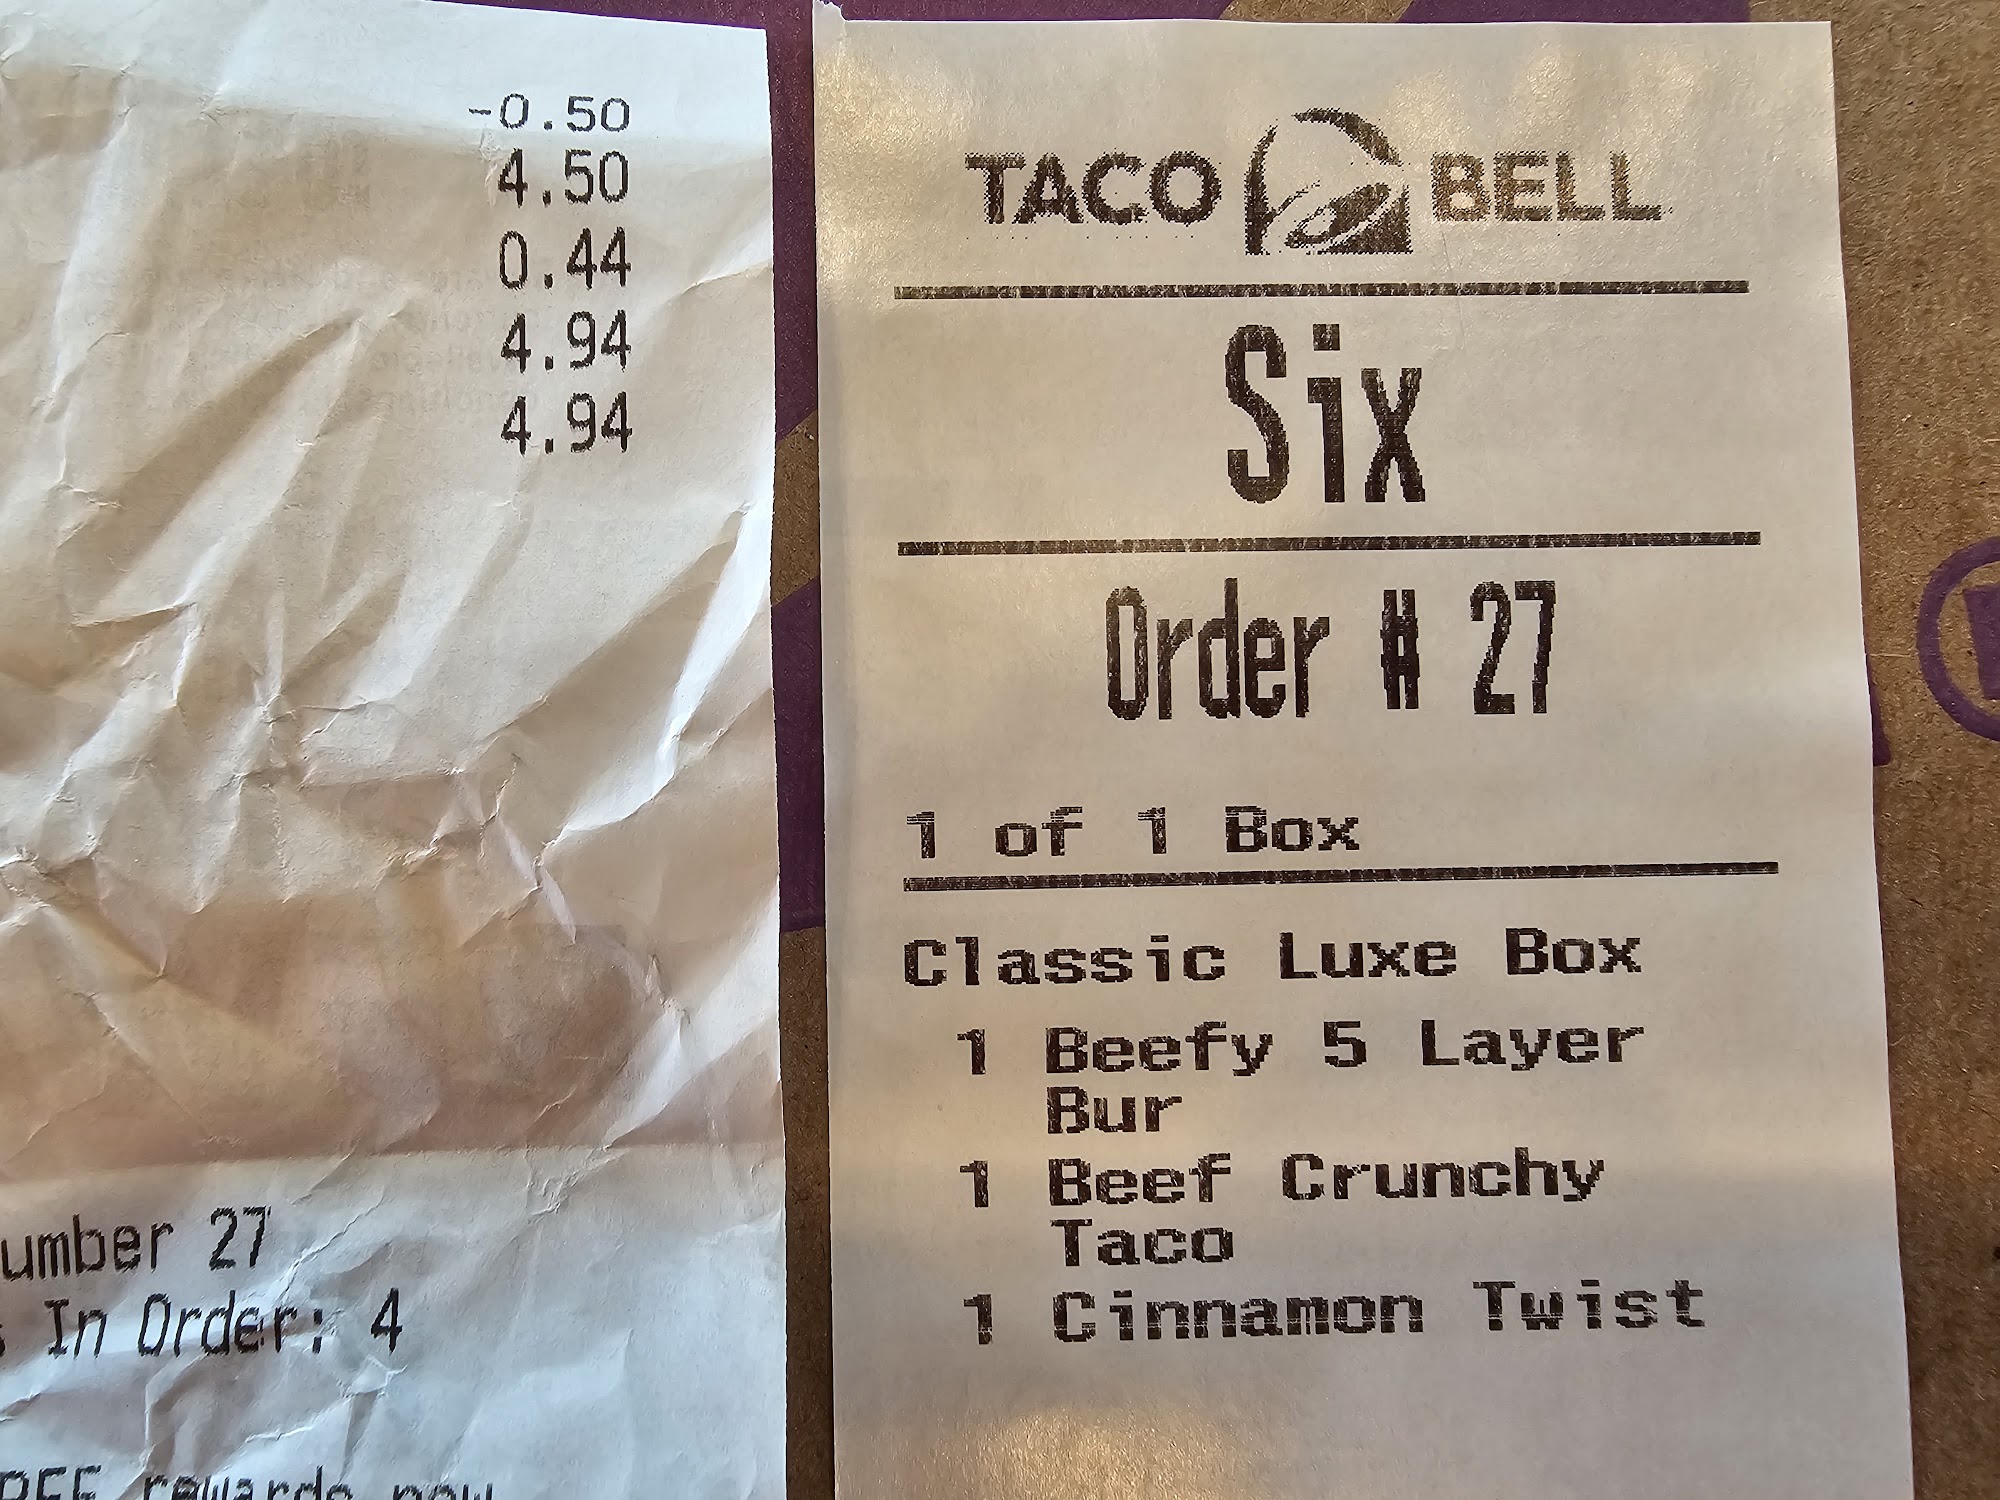 -0.50
4.50
0.44
4.94
4.94
umber 27
In Order: 4
rewards now
TACO BELL
Six
Order # 27
1 of 1 Box
Classic Luxe Box
1 Beefy 5 Layer
Bur
1 Beef Crunchy
Taco
1 Cinnamon Twist